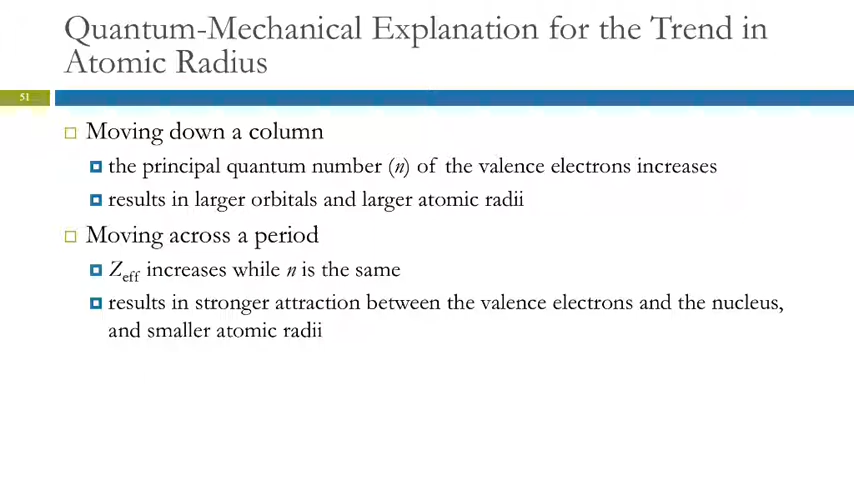 Quantum-Mechanical Explanation for the Trend in
Atomic Radius
51
Moving down a column
the principal quantum number (n) of the valence electrons increases
results in larger orbitals and larger atomic radii
Moving across a period
Zeff increases while n is the same
results in stronger attraction between the valence electrons and the nucleus,
and smaller atomic radii